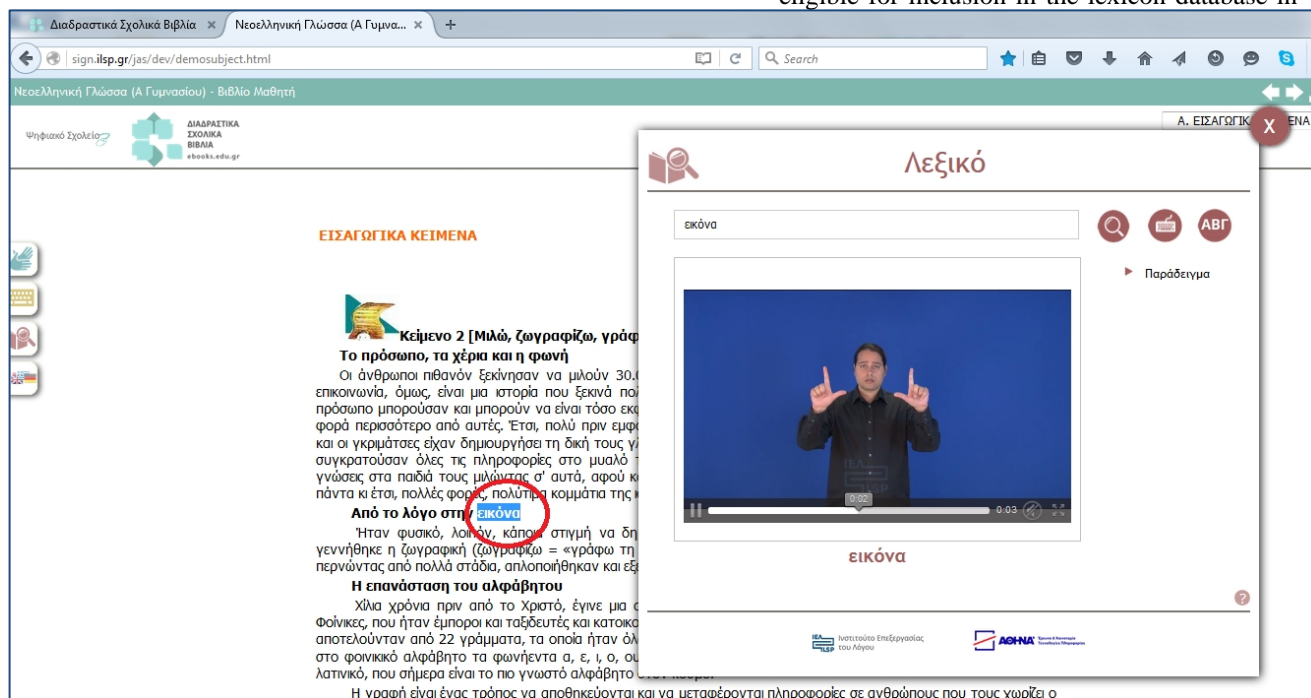 eligible for inclusion in the lexicon database in
Διαδραστικά Σχολικά Βιβλία
Νεοελληνική Γλώσσα (Α Γυμνα...
sign.ilsp.gr/jas/dev/demosubject.html
Search
Νεοελληνική Γλώσσα (Α Γυμνασίου) - Βιβλίο Μαθητή
Ψηφιακό Σχολείο
ΔΙΑΔΡΑΣΤΙΚΑ
ΣΧΟΛΙΚΑ
ΒΙΒΛΙΑ
ebooks.edu.gr
Α. ΕΙΣΑΓΩΓΙΚ
ΕΝΑ
X
Λεξικό
εικόνα
ΑΒΓ
Παράδειγμα
ΙΕΛ
ILSP
0:02
0:03
εικόνα
ΙΕΛ
ILSP
Ινστιτούτο Επεξεργασίας
του Λόγου
ΑΘΗΝΑ
ΕΙΣΑΓΩΓΙΚΑ ΚΕΙΜΕΝΑ
Κείμενο 2 [Μιλώ, ζωγραφίζω, γράφ
Το πρόσωπο, τα χέρια και η φωνή
Οι άνθρωποι πιθανόν ξεκίνησαν να μιλούν 30.0
επικοινωνία, όμως, είναι μια ιστορία που ξεκινά πολ
πρόσωπο μπορούσαν και μπορούν να είναι τόσο εκφ
φορά περισσότερο από αυτές. Έτσι, πολύ πριν εμφα
και οι γκριμάτσες είχαν δημιουργήσει τη δική τους γλ
συγκρατούσαν όλες τις πληροφορίες στο μυαλό τ
γνώσεις στα παιδιά τους μιλώντας σ' αυτά, αφού κα
πάντα κι έτσι, πολλές φορές, πολύτιμα κομμάτια της κ
Από το λόγο στην εικόνα
Ήταν φυσικό, λοιπόν, κάποια στιγμή να δη
γεννήθηκε η ζωγραφική (ζωγραφίζω = «γράφω τη
περνώντας από πολλά στάδια, απλοποιήθηκαν και εξε
Η επανάσταση του αλφάβητου
Χίλια χρόνια πριν από το Χριστό, έγινε μια α
Φοίνικες, που ήταν έμποροι και ταξιδευτές και κατοικο
αποτελούνταν από 22 γράμματα, τα οποία ήταν όλ
στο φοινικικό αλφάβητο τα φωνήεντα α, ε, ι, ο, ου
λατινικό, που σήμερα είναι το πιο γνωστό αλφάβητο
Η γραφή είναι ένας τρόπος να αποθηκεύονται και να μεταφέρονται πληροφορίες σε ανθρώπους που τους χωρίζει ο